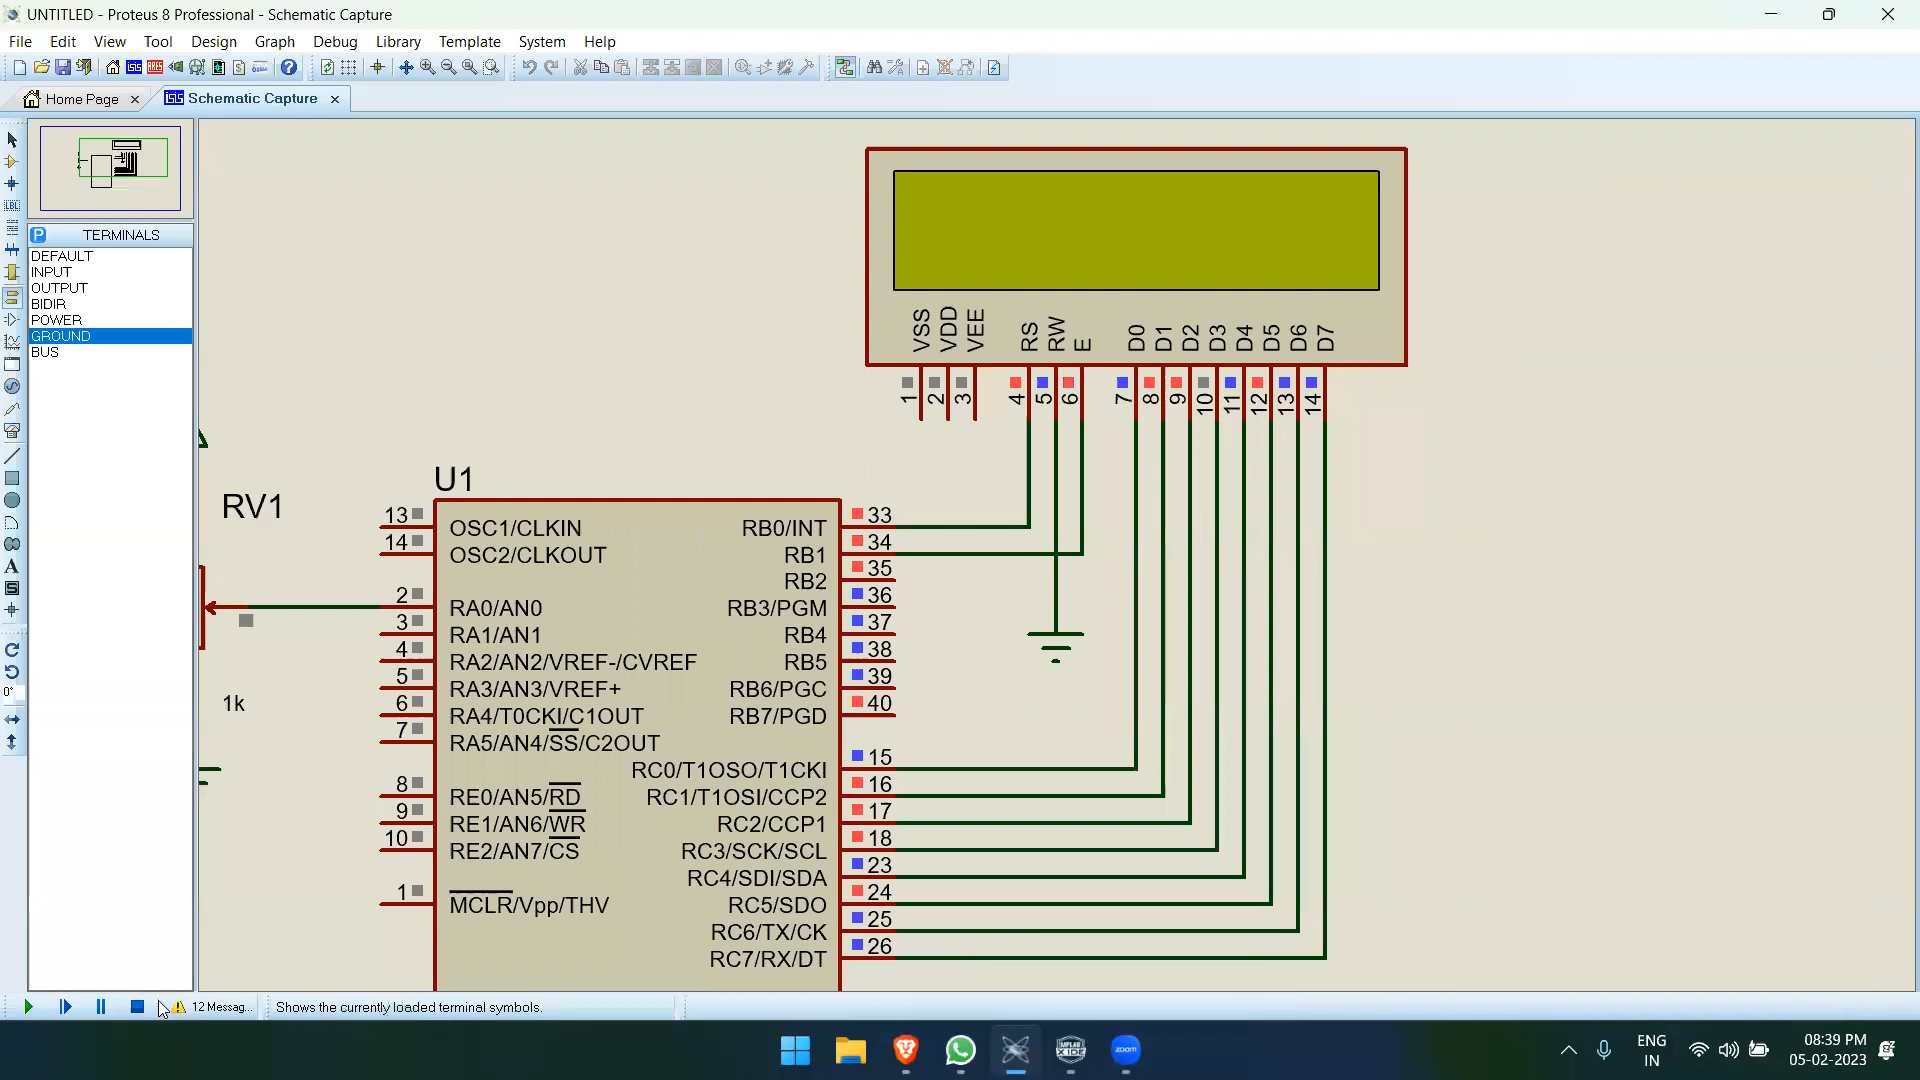 UNTITLED - Proteus 8 Professional - Schematic Capture
File Edit View Tool Design Graph Debug Library Template System Help
Home Page
Schematic Capture
LBL
P TERMINALS
DEFAULT
INPUT
OUTPUT
BIDIR
POWER
GROUND
BUS
A
S
0°
VSS VDD VEE RS RW E D0 D1 D2 D3 D4 D5 D6 D7
1 2 3 4 5 6 7 8 9 10 11 12 13 14
RV1
1k
U1
13 OSC1/CLKIN
14 OSC2/CLKOUT
2 RA0/AN0
3 RA1/AN1
4 RA2/AN2/VREF-/CVREF
5 RA3/AN3/VREF+
6 RA4/T0CKI/C1OUT
7 RA5/AN4/SS/C2OUT
8 RE0/AN5/RD
9 RE1/AN6/WR
10 RE2/AN7/CS
1 MCLR/Vpp/THV
RB0/INT 33
RB1 34
RB2 35
RB3/PGM 36
RB4 37
RB5 38
RB6/PGC 39
RB7/PGD 40
RC0/T1OSO/T1CKI 15
RC1/T1OSI/CCP2 16
RC2/CCP1 17
RC3/SCK/SCL 18
RC4/SDI/SDA 23
RC5/SDO 24
RC6/TX/CK 25
RC7/RX/DT 26
12 Messag...
Shows the currently loaded terminal symbols.
MPLAB
X IDE
zoom
ENG
IN
08:39 PM
05-02-2023